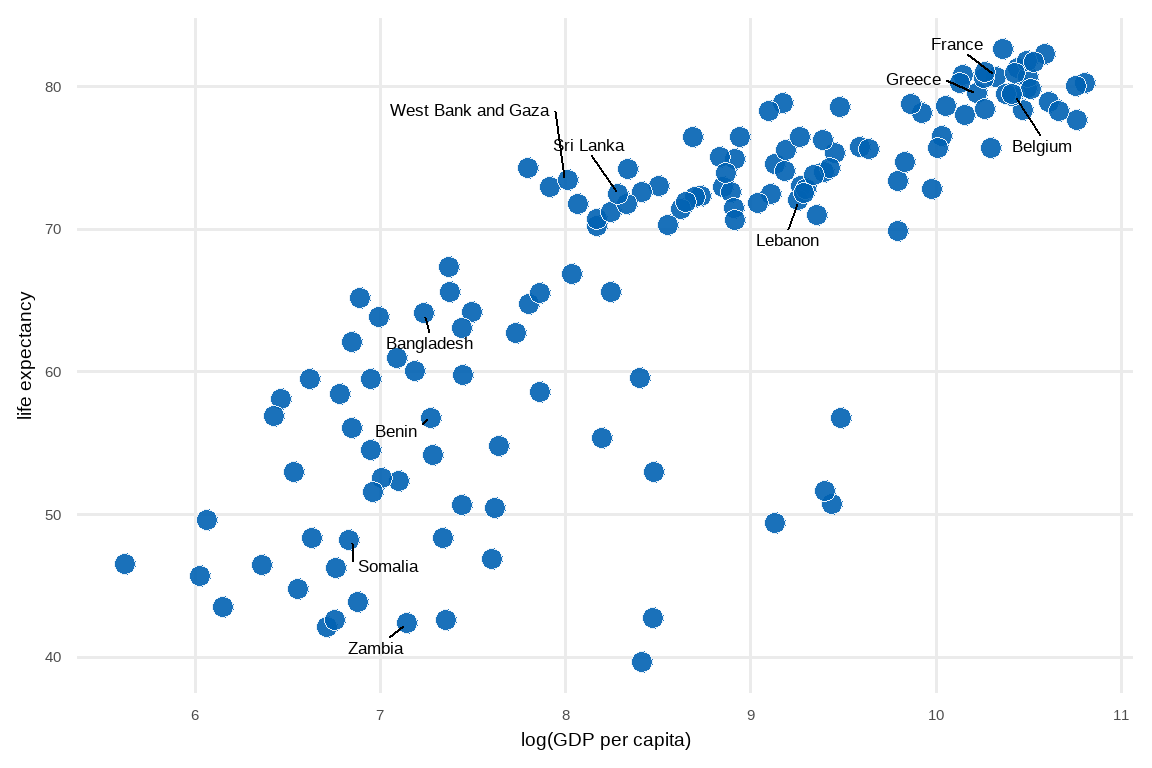 France
80
Greece
West Bank and Gaza
Sri Lanka
Belgium
70
Lebanon
Bangladesh
life expectancy
60
Benin
50
Somalia
Zambia
40
6
7
8
9
10
11
log(GDP per capita)